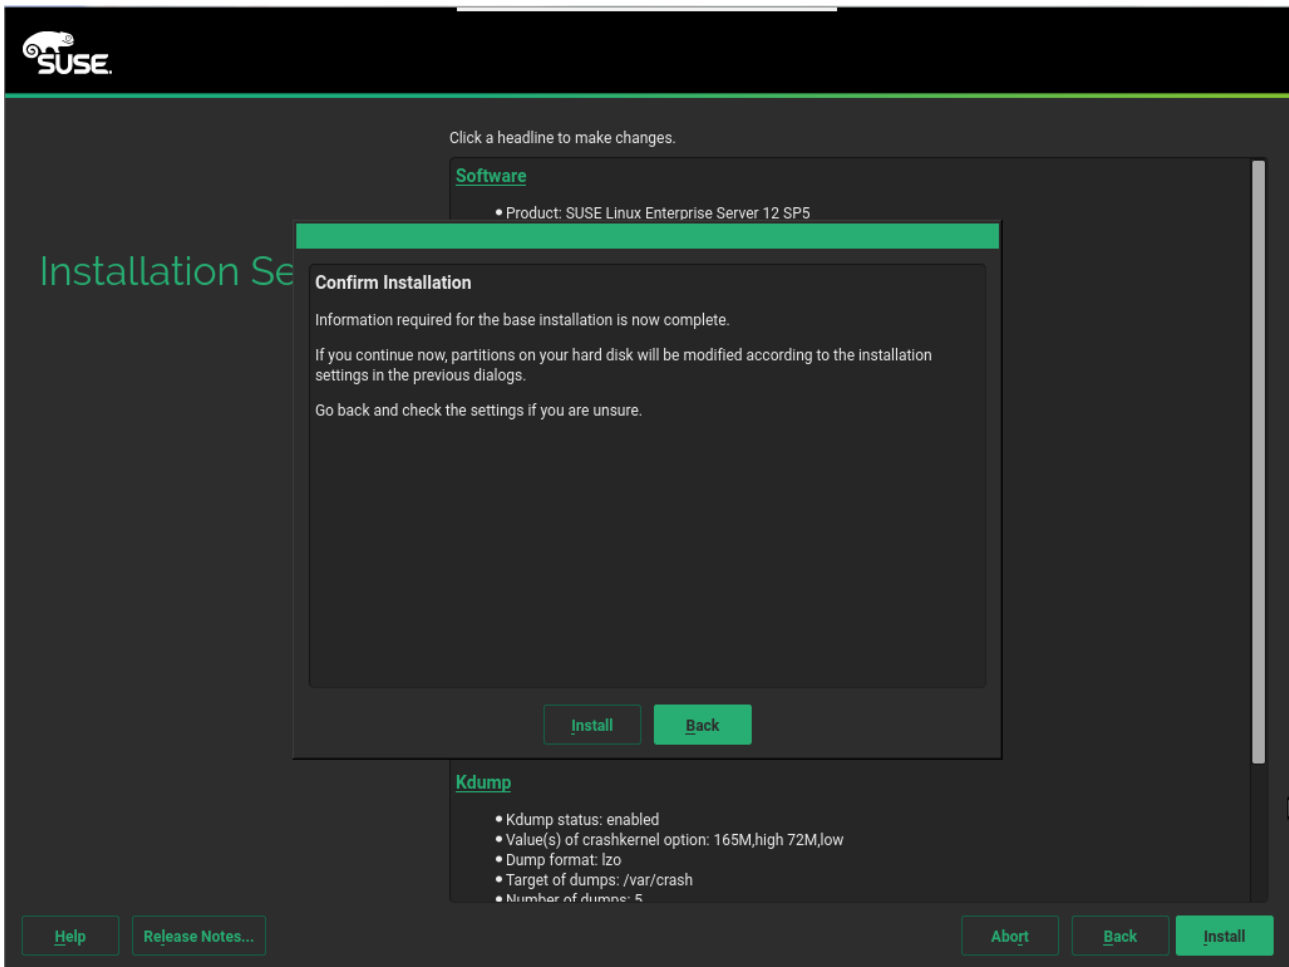 SUSE.
Click a headline to make changes.
Software
• Product: SUSE Linux Enterprise Server 12 SP5
Installation Se
Confirm Installation
Information required for the base installation is now complete.
If you continue now, partitions on your hard disk will be modified according to the installation
settings in the previous dialogs.
Go back and check the settings if you are unsure.
Install Back
Kdump
• Kdump status: enabled
• Value(s) of crashkernel option: 165M,high 72M,low
• Dump format: lzo
• Target of dumps: /var/crash
• Number of dumps: 5
Help Release Notes... Abort Back Install